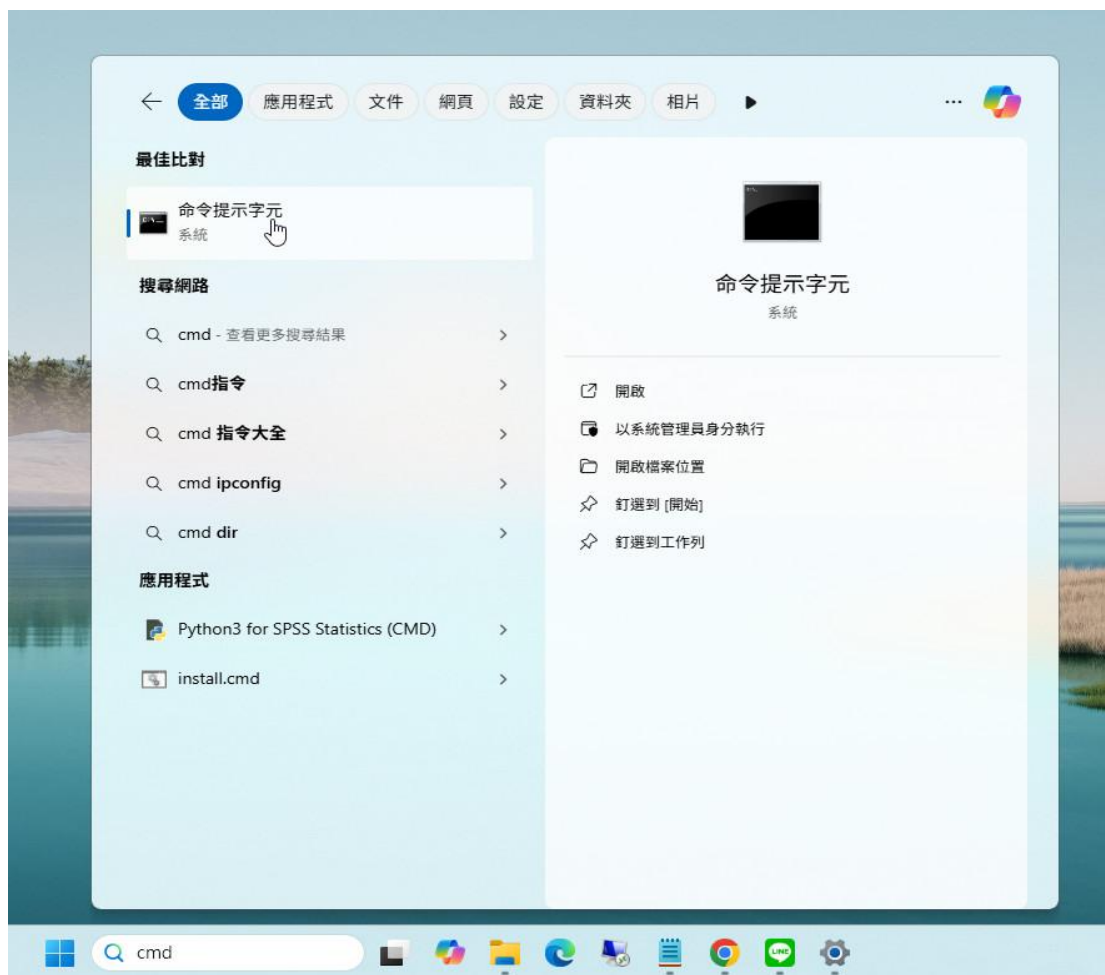 全部 應用程式 文件 網頁 設定 資料夾 相片
最佳比對
命令提示字元
系統
搜尋網路
cmd - 查看更多搜尋結果
cmd指令
cmd 指令大全
cmd ipconfig
cmd dir
應用程式
Python3 for SPSS Statistics (CMD)
install.cmd
命令提示字元
系統
開啟
以系統管理員身分執行
開啟檔案位置
釘選到 [開始]
釘選到工作列
cmd
LINE